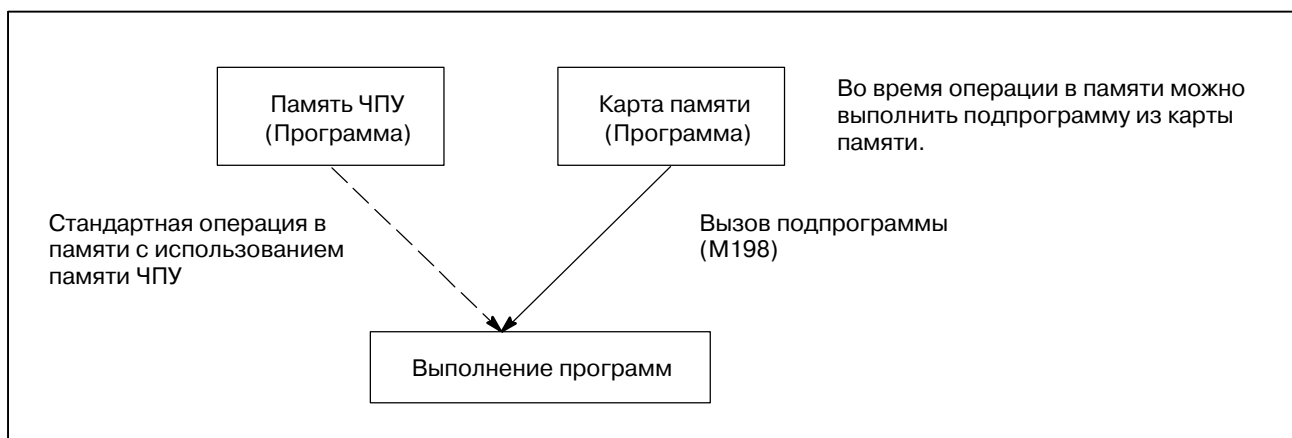 Память ЧПУ
(Программа)
Карта памяти
(Программа)
Во время операции в памяти можно
выполнить подпрограмму из карты
памяти.
Стандартная операция в
памяти с использованием
памяти ЧПУ
Вызов подпрограммы
(M198)
Выполнение программ